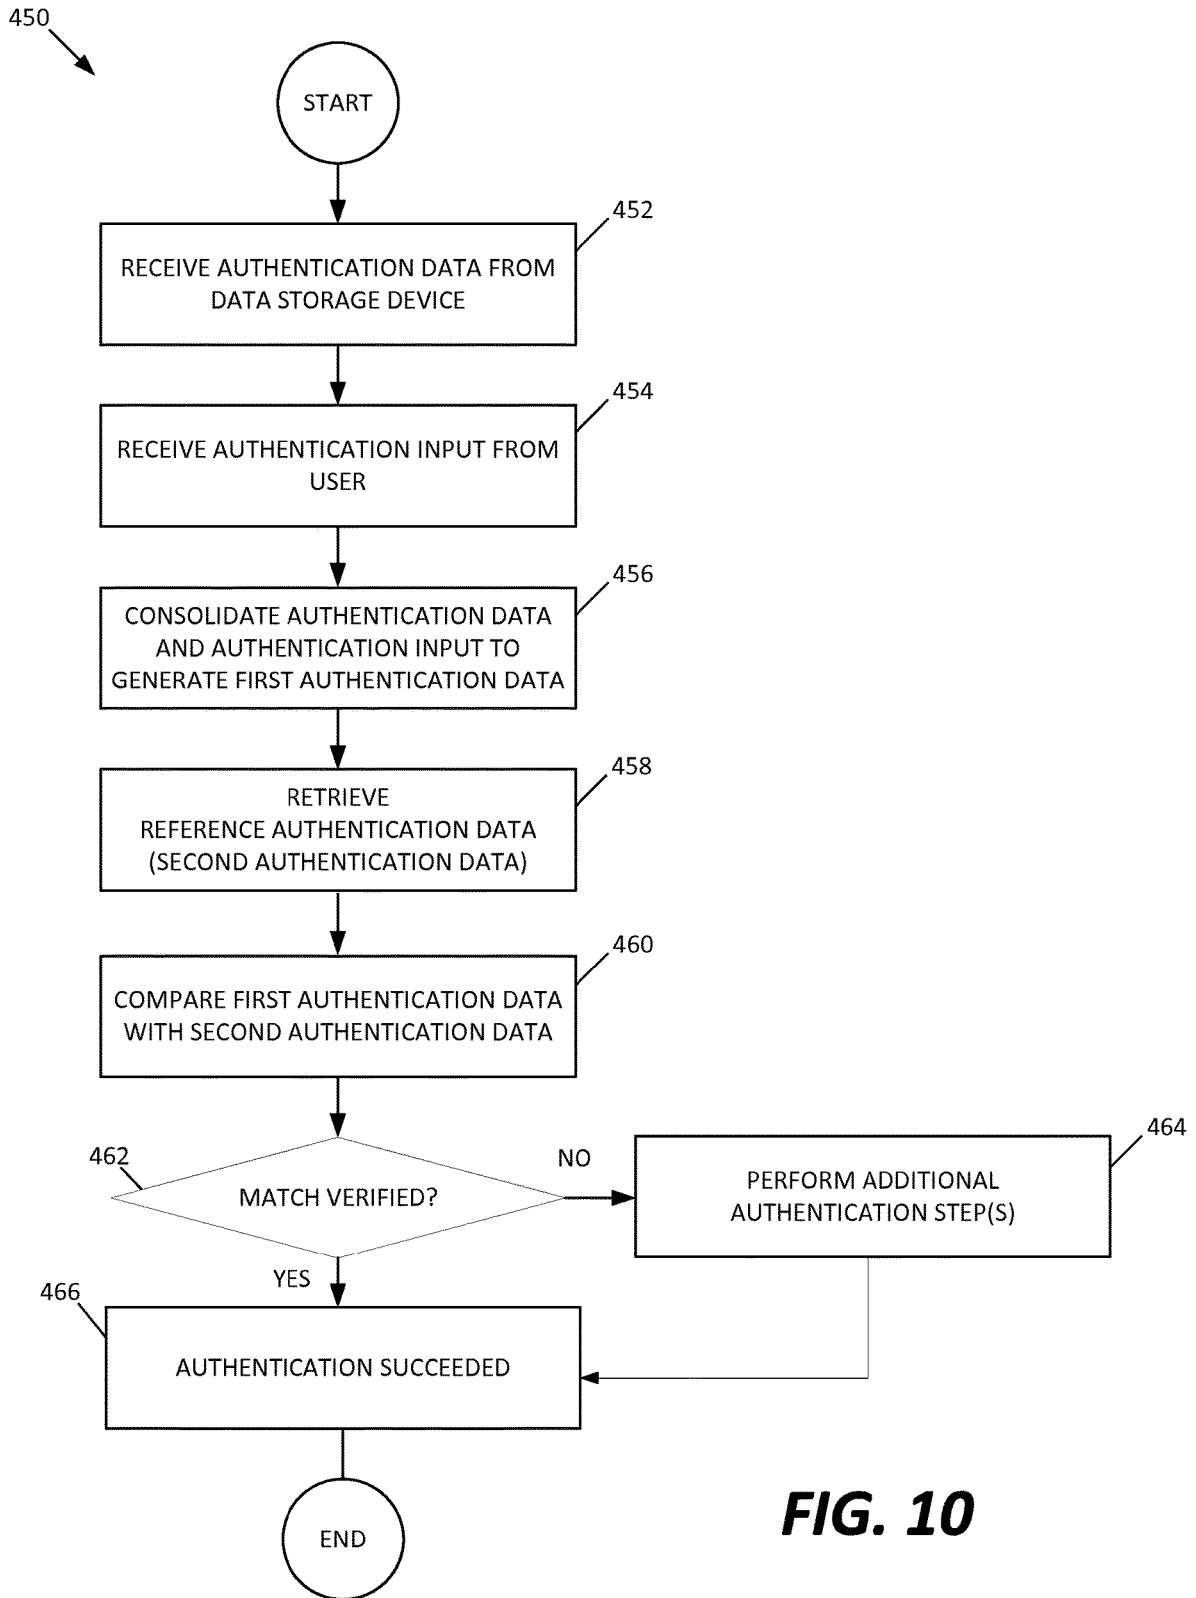 450
START
452
RECEIVE AUTHENTICATION DATA FROM
DATA STORAGE DEVICE
454
RECEIVE AUTHENTICATION INPUT FROM
USER
456
CONSOLIDATE AUTHENTICATION DATA
AND AUTHENTICATION INPUT TO
GENERATE FIRST AUTHENTICATION DATA
458
RETRIEVE
REFERENCE AUTHENTICATION DATA
(SECOND AUTHENTICATION DATA)
460
COMPARE FIRST AUTHENTICATION DATA
WITH SECOND AUTHENTICATION DATA
462
MATCH VERIFIED?
NO
464
PERFORM ADDITIONAL
AUTHENTICATION STEP(S)
YES
466
AUTHENTICATION SUCCEEDED
END
FIG. 10